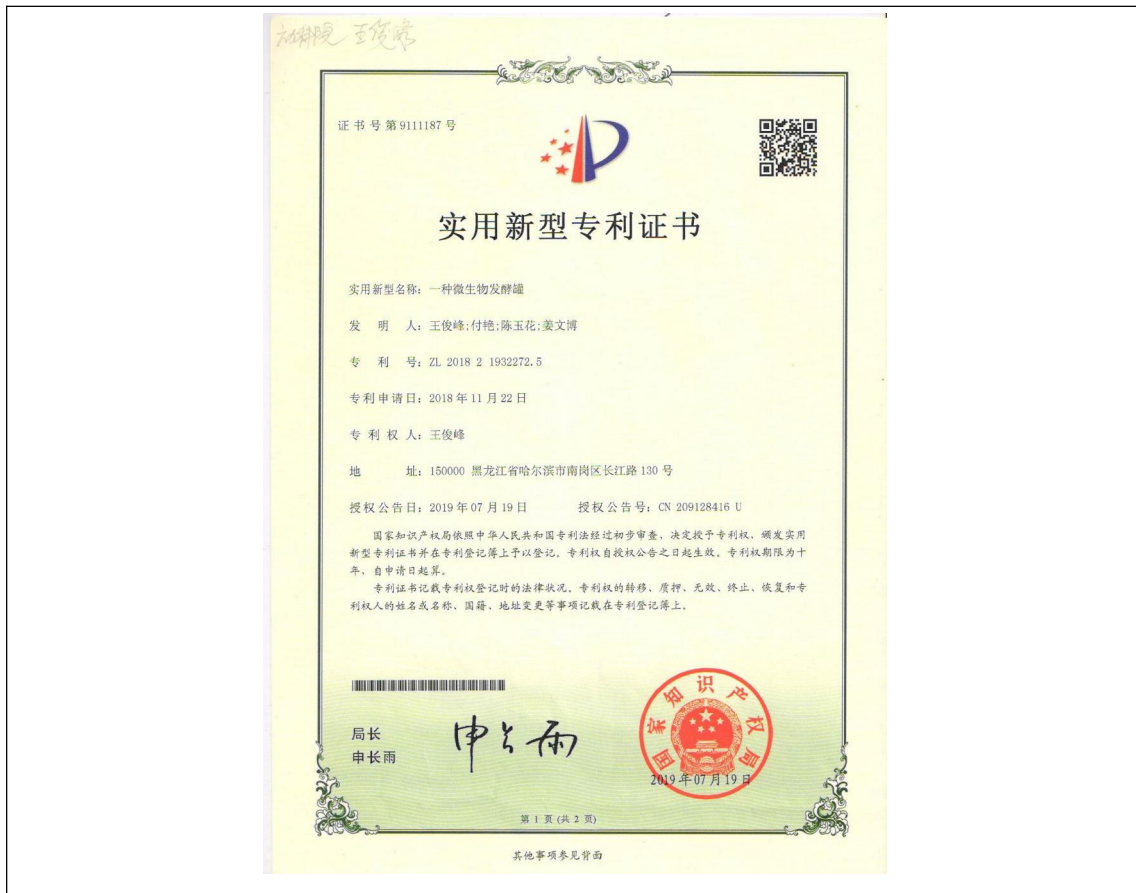 证书号第9111187号
实用新型专利证书
实用新型名称：一种微生物发酵罐
发明人：王俊峰;付艳;陈玉花;姜文博
专利号：ZL 2018 2 1932272.5
专利申请日：2018年11月22日
专利权人：王俊峰
地址：150000 黑龙江省哈尔滨市南岗区长江路130号
授权公告日：2019年07月19日 授权公告号：CN 209128416 U
国家知识产权局依照中华人民共和国专利法经过初步审查，决定授予专利权，颁发实用
新型专利证书并在专利登记簿上予以登记。专利权自授权公告之日起生效。专利权期限为十
年，自申请日起算。
专利证书记载专利权登记时的法律状况。专利权的转移、质押、无效、终止、恢复和专
利权人的姓名或名称、国籍、地址变更等事项记载在专利登记簿上。
局长
申长雨
申长雨
国家知识产权局
2019年07月19日
第 1 页 (共 2 页)
其他事项参见背面